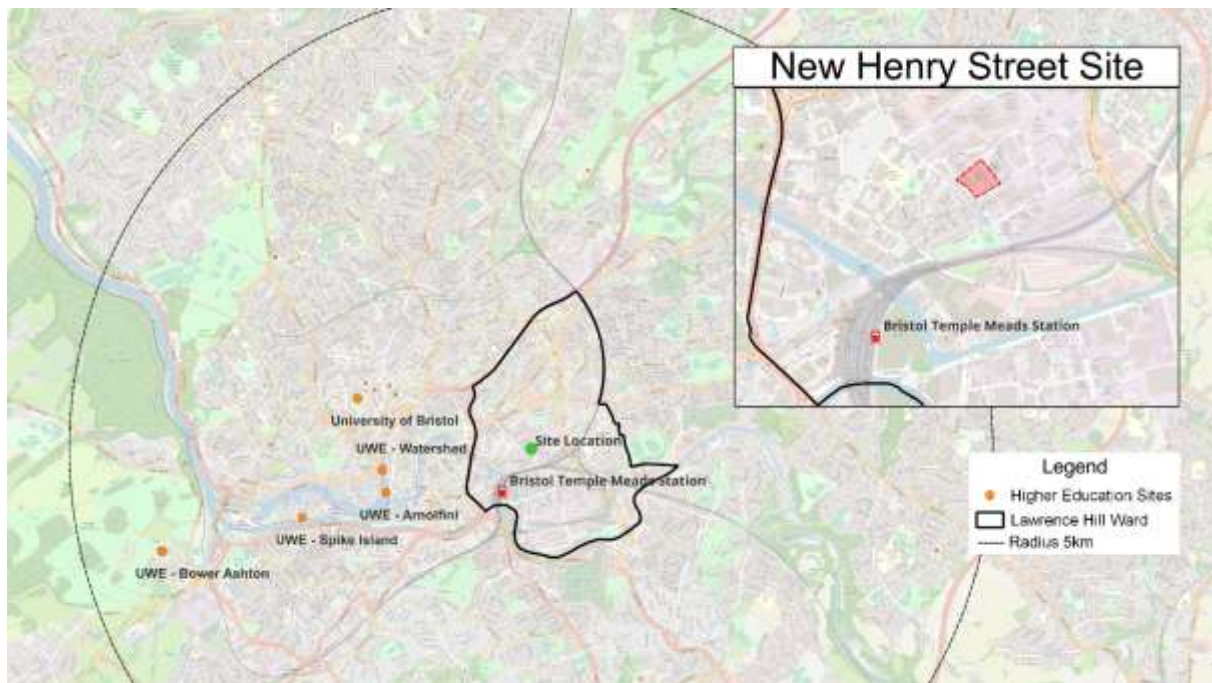 New Henry Street Site
Bristol Temple Meads Station
University of Bristol
UWE - Watershed
Site Location
Bristol Temple Meads Station
UWE - Arnolfini
UWE - Spike Island
UWE - Bower Ashton
Legend
Higher Education Sites
Lawrence Hill Ward
Radius 5km